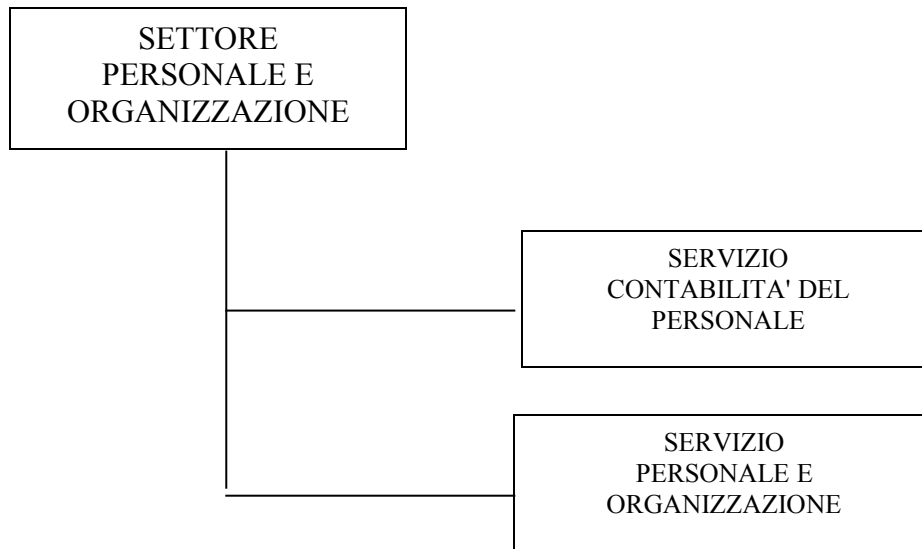 SETTORE
PERSONALE E
ORGANIZZAZIONE
SERVIZIO
CONTABILITA' DEL
PERSONALE
SERVIZIO
PERSONALE E
ORGANIZZAZIONE